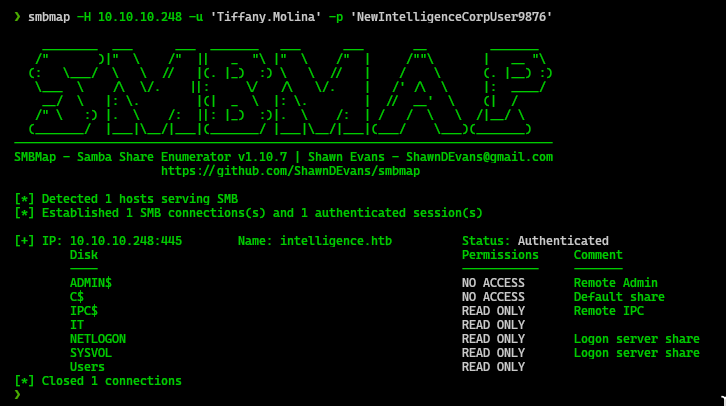 ❯ smbmap -H 10.10.10.248 -u 'Tiffany.Molina' -p 'NewIntelligenceCorpUser9876'
SMBMAP
SMBMap - Samba Share Enumerator v1.10.7 | Shawn Evans - ShawnDEvans@gmail.com
https://github.com/ShawnDEvans/smbmap
[*] Detected 1 hosts serving SMB
[*] Established 1 SMB connections(s) and 1 authenticated session(s)
[+] IP: 10.10.10.248:445 Name: intelligence.htb Status: Authenticated
Disk Permissions Comment
---- ----------- -------
ADMIN$ NO ACCESS Remote Admin
C$ NO ACCESS Default share
IPC$ READ ONLY Remote IPC
IT READ ONLY
NETLOGON READ ONLY Logon server share
SYSVOL READ ONLY Logon server share
Users READ ONLY
[*] Closed 1 connections
❯